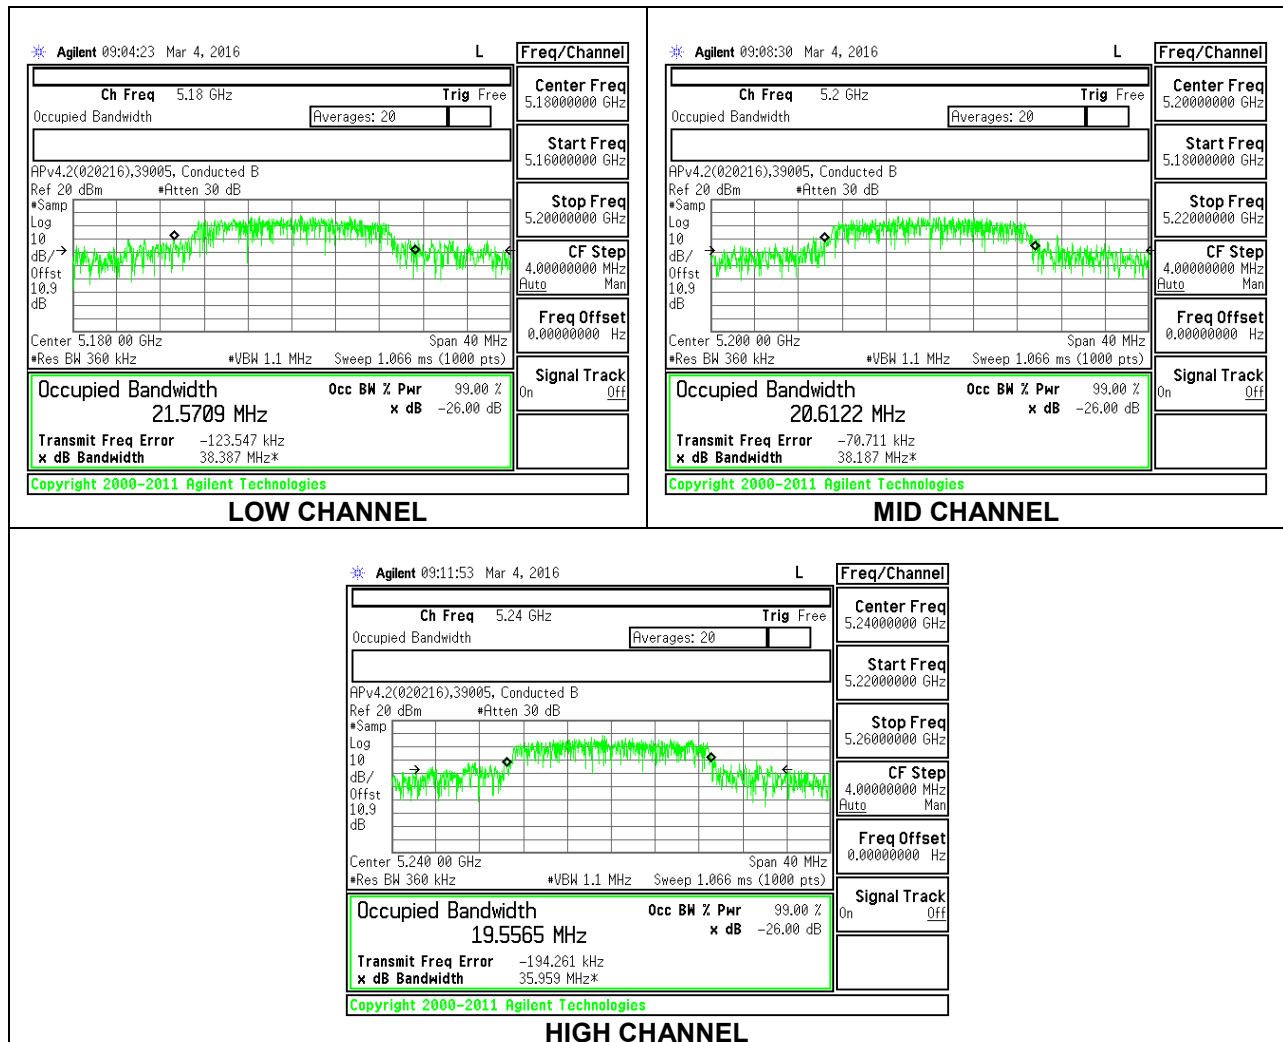 Agilent 09:04:23 Mar 4, 2016 L Freq/Channel
Ch Freq 5.18 GHz Trig Free
Occupied Bandwidth Averages: 20
APv4.2(020216),39005, Conducted B
Ref 20 dBm #Atten 30 dB
#Samp
Log
10
dB/
Offst
10.9
dB
Center 5.180 00 GHz Span 40 MHz
#Res BW 360 kHz #VBW 1.1 MHz Sweep 1.066 ms (1000 pts)
Occupied Bandwidth Occ BW % Pwr 99.00 %
21.5709 MHz x dB -26.00 dB
Transmit Freq Error -123.547 kHz
x dB Bandwidth 38.387 MHz*
Copyright 2000-2011 Agilent Technologies
Center Freq
5.18000000 GHz
Start Freq
5.16000000 GHz
Stop Freq
5.20000000 GHz
CF Step
4.00000000 MHz
Auto Man
Freq Offset
0.00000000 Hz
Signal Track
On Off
LOW CHANNEL
Agilent 09:08:30 Mar 4, 2016 L Freq/Channel
Ch Freq 5.2 GHz Trig Free
Occupied Bandwidth Averages: 20
APv4.2(020216),39005, Conducted B
Ref 20 dBm #Atten 30 dB
#Samp
Log
10
dB/
Offst
10.9
dB
Center 5.200 00 GHz Span 40 MHz
#Res BW 360 kHz #VBW 1.1 MHz Sweep 1.066 ms (1000 pts)
Occupied Bandwidth Occ BW % Pwr 99.00 %
20.6122 MHz x dB -26.00 dB
Transmit Freq Error -70.711 kHz
x dB Bandwidth 38.187 MHz*
Copyright 2000-2011 Agilent Technologies
Center Freq
5.20000000 GHz
Start Freq
5.18000000 GHz
Stop Freq
5.22000000 GHz
CF Step
4.00000000 MHz
Auto Man
Freq Offset
0.00000000 Hz
Signal Track
On Off
MID CHANNEL
Agilent 09:11:53 Mar 4, 2016 L Freq/Channel
Ch Freq 5.24 GHz Trig Free
Occupied Bandwidth Averages: 20
APv4.2(020216),39005, Conducted B
Ref 20 dBm #Atten 30 dB
#Samp
Log
10
dB/
Offst
10.9
dB
Center 5.240 00 GHz Span 40 MHz
#Res BW 360 kHz #VBW 1.1 MHz Sweep 1.066 ms (1000 pts)
Occupied Bandwidth Occ BW % Pwr 99.00 %
19.5565 MHz x dB -26.00 dB
Transmit Freq Error -194.261 kHz
x dB Bandwidth 35.959 MHz*
Copyright 2000-2011 Agilent Technologies
Center Freq
5.24000000 GHz
Start Freq
5.22000000 GHz
Stop Freq
5.26000000 GHz
CF Step
4.00000000 MHz
Auto Man
Freq Offset
0.00000000 Hz
Signal Track
On Off
HIGH CHANNEL